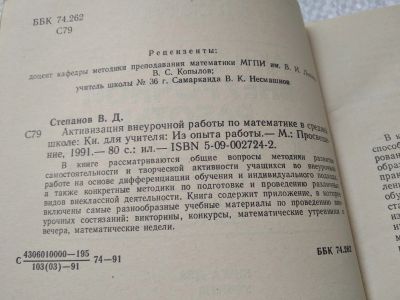 ББК 74.262
С79
Рецензенты:
доцент кафедры методики преподавания математики МГПИ им. В. И.
В. С. Копылов;
учитель школы № 36 г. Самарканда В. К. Несмашнов
Степанов В. Д.
С79 Активизация внеурочной работы по математике в средней
школе: Кн. для учителя: Из опыта работы.— М.: Просвеще-
ние, 1991.— 80 с.: ил.— ISBN 5-09-002724-2.
В книге рассматриваются общие вопросы методики развития
самостоятельности и творческой активности учащихся во внеурочной
работе на основе дифференциации обучения и индивидуального подхода,
а также конкретные методики по подготовке и проведению различных
видов внеклассной деятельности. Книга содержит приложение, в которое
включены самые разнообразные учебные материалы по проведению вне-
урочных состязаний: викторины, конкурсы, математические утренники
вечера, математические недели.
С 4306010000—195
103(03)—91 74—91
ББК 74.262